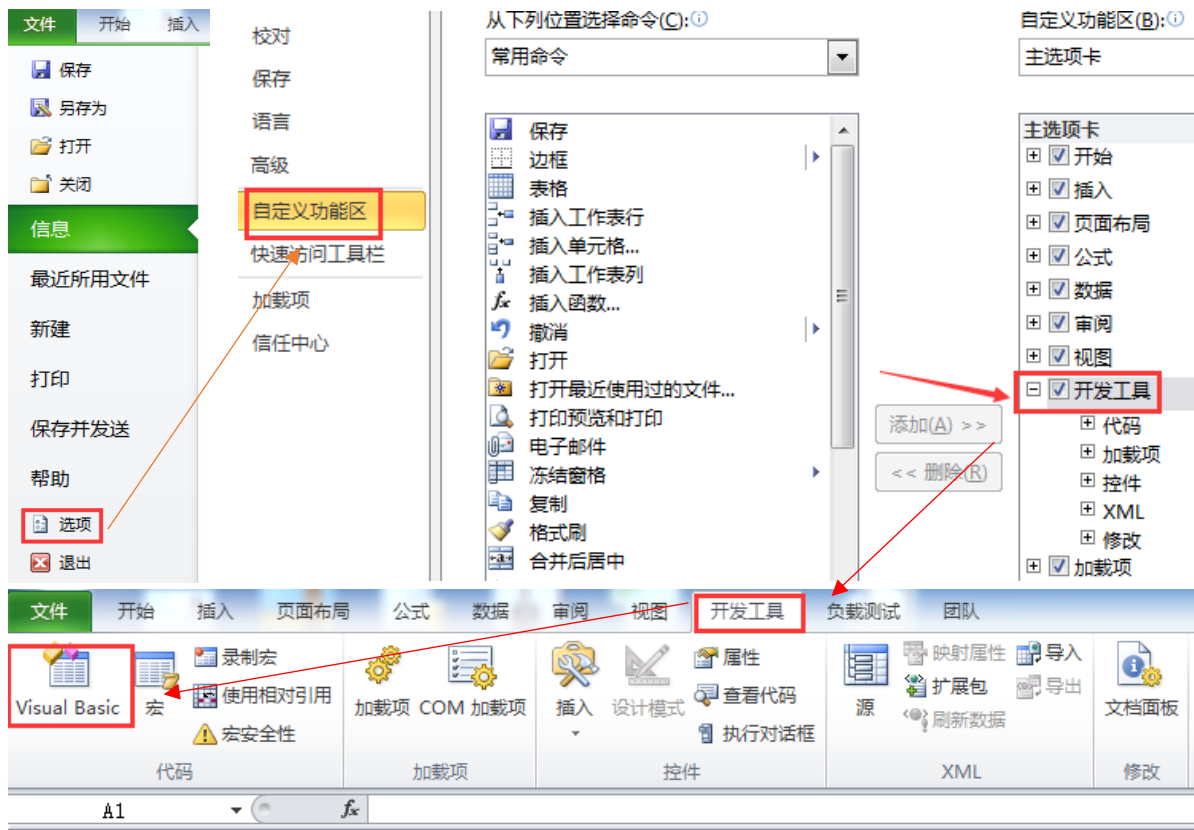 文件 开始 插入
保存
另存为
打开
关闭
信息
最近所用文件
新建
打印
保存并发送
帮助
选项
退出
校对
保存
语言
高级
自定义功能区
快速访问工具栏
加载项
信任中心
从下列位置选择命令(C):
常用命令
保存
边框
表格
插入工作表行
插入单元格...
插入工作表列
插入函数...
撤消
打开
打开最近使用过的文件...
打印预览和打印
电子邮件
冻结窗格
复制
格式刷
合并后居中
添加(A) >>
<< 删除(R)
自定义功能区(B):
主选项卡
主选项卡
开始
插入
页面布局
公式
数据
审阅
视图
开发工具
代码
加载项
控件
XML
修改
加载项
文件 开始 插入 页面布局 公式 数据 审阅 视图 开发工具 负载测试 团队
Visual Basic
宏
录制宏
使用相对引用
宏安全性
代码
加载项
COM 加载项
加载项
插入
设计模式
属性
查看代码
执行对话框
控件
源
映射属性
扩展包
刷新数据
导入
导出
XML
文档面板
修改
A1
fx